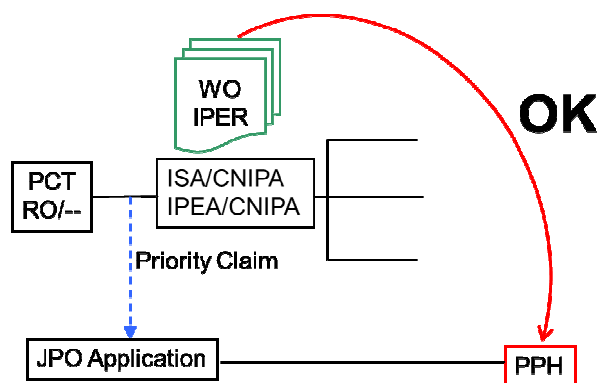 WO
IPER
OK
PCT
RO/--
ISA/CNIPA
IPEA/CNIPA
Priority Claim
JPO Application
PPH